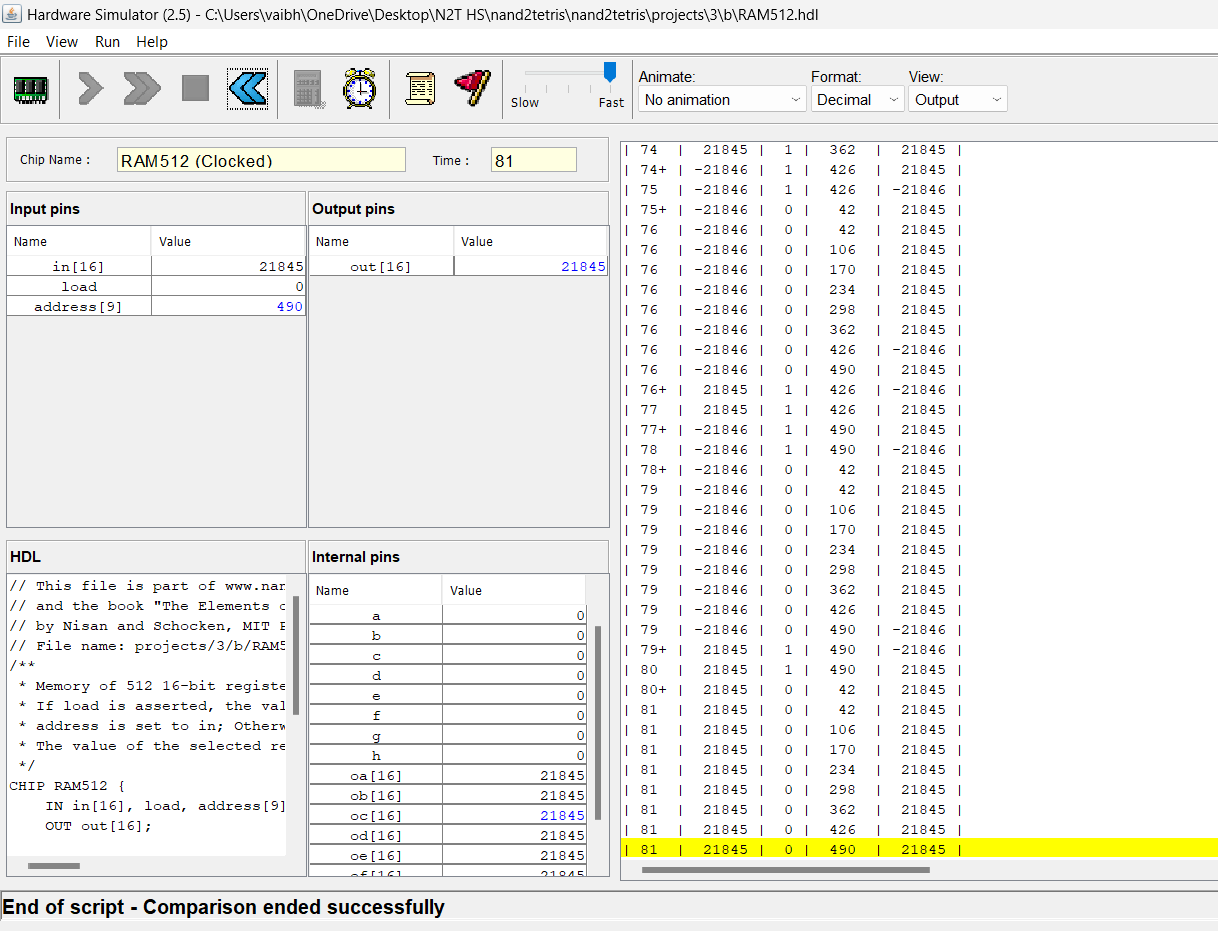 Hardware Simulator (2.5) - C:\Users\vaibh\OneDrive\Desktop\N2T HS\nand2tetris\nand2tetris\projects\3\b\RAM512.hdl
File View Run Help
Slow Fast
Animate: Format: View:
No animation Decimal Output
Chip Name : RAM512 (Clocked) Time : 81
Input pins
Name Value
in[16] 21845
load 0
address[9] 490
Output pins
Name Value
out[16] 21845
HDL
// This file is part of www.nan
// and the book "The Elements o
// by Nisan and Schocken, MIT P
// File name: projects/3/b/RAM5
/**
* Memory of 512 16-bit registe
* If load is asserted, the val
* address is set to in; Otherw
* The value of the selected re
*/
CHIP RAM512 {
IN in[16], load, address[9]
OUT out[16];
Internal pins
Name Value
a 0
b 0
c 0
d 0
e 0
f 0
g 0
h 0
oa[16] 21845
ob[16] 21845
oc[16] 21845
od[16] 21845
oe[16] 21845
of[16] 21845
| 74 | 21845 | 1 | 362 | 21845 |
| 74+ | -21846 | 1 | 426 | 21845 |
| 75 | -21846 | 1 | 426 | -21846 |
| 75+ | -21846 | 0 | 42 | 21845 |
| 76 | -21846 | 0 | 42 | 21845 |
| 76 | -21846 | 0 | 106 | 21845 |
| 76 | -21846 | 0 | 170 | 21845 |
| 76 | -21846 | 0 | 234 | 21845 |
| 76 | -21846 | 0 | 298 | 21845 |
| 76 | -21846 | 0 | 362 | 21845 |
| 76 | -21846 | 0 | 426 | -21846 |
| 76 | -21846 | 0 | 490 | 21845 |
| 76+ | 21845 | 1 | 426 | -21846 |
| 77 | 21845 | 1 | 426 | 21845 |
| 77+ | -21846 | 1 | 490 | 21845 |
| 78 | -21846 | 1 | 490 | -21846 |
| 78+ | -21846 | 0 | 42 | 21845 |
| 79 | -21846 | 0 | 42 | 21845 |
| 79 | -21846 | 0 | 106 | 21845 |
| 79 | -21846 | 0 | 170 | 21845 |
| 79 | -21846 | 0 | 234 | 21845 |
| 79 | -21846 | 0 | 298 | 21845 |
| 79 | -21846 | 0 | 362 | 21845 |
| 79 | -21846 | 0 | 426 | 21845 |
| 79 | -21846 | 0 | 490 | -21846 |
| 79+ | 21845 | 1 | 490 | -21846 |
| 80 | 21845 | 1 | 490 | 21845 |
| 80+ | 21845 | 0 | 42 | 21845 |
| 81 | 21845 | 0 | 42 | 21845 |
| 81 | 21845 | 0 | 106 | 21845 |
| 81 | 21845 | 0 | 170 | 21845 |
| 81 | 21845 | 0 | 234 | 21845 |
| 81 | 21845 | 0 | 298 | 21845 |
| 81 | 21845 | 0 | 362 | 21845 |
| 81 | 21845 | 0 | 426 | 21845 |
| 81 | 21845 | 0 | 490 | 21845 |
End of script - Comparison ended successfully